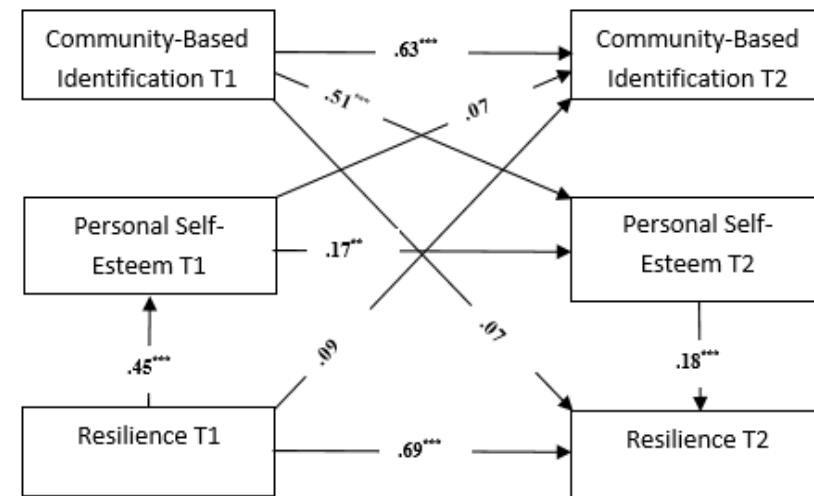 Community-Based
Identification T1
.63***
Community-Based
Identification T2
.51***
.07
Personal Self-
Esteem T1
.17**
Personal Self-
Esteem T2
.45***
.09
.07
.18***
Resilience T1
.69***
Resilience T2